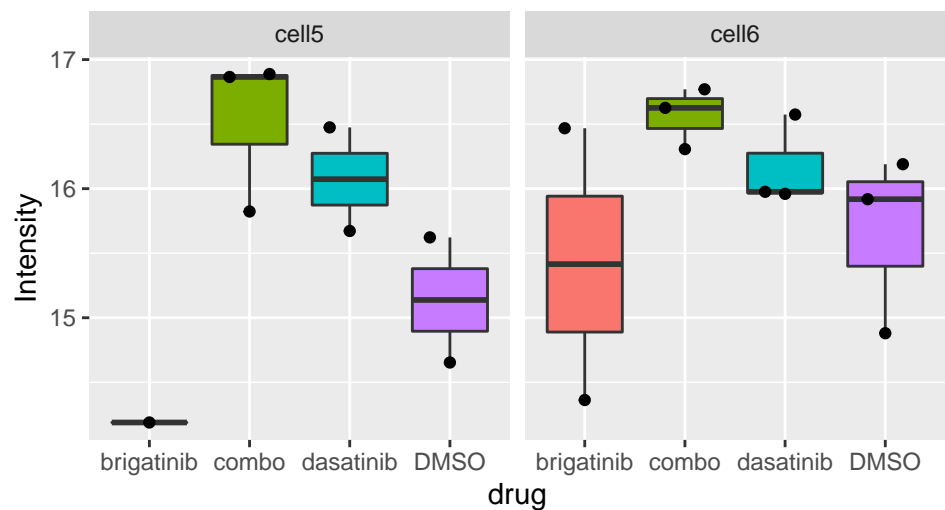 cell5 cell6
17
16
15
Intensity
brigatinib combo dasatinib DMSO brigatinib combo dasatinib DMSO
drug